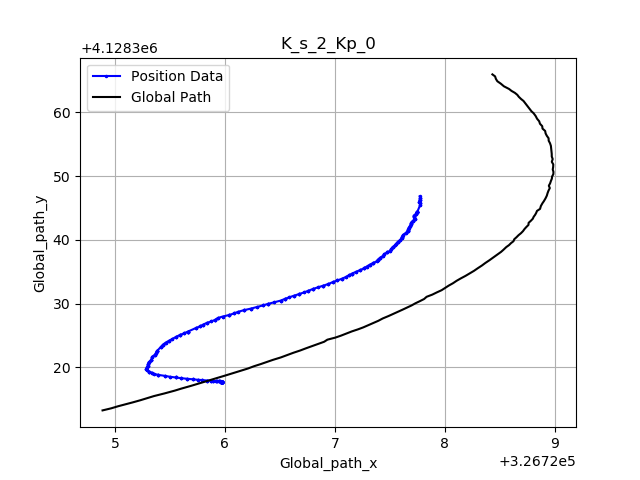 K_s_2_Kp_0
+4.1283e6
Position Data
Global Path
60
50
40
30
20
Global_path_y
5 6 7 8 9
Global_path_x
+3.2672e5